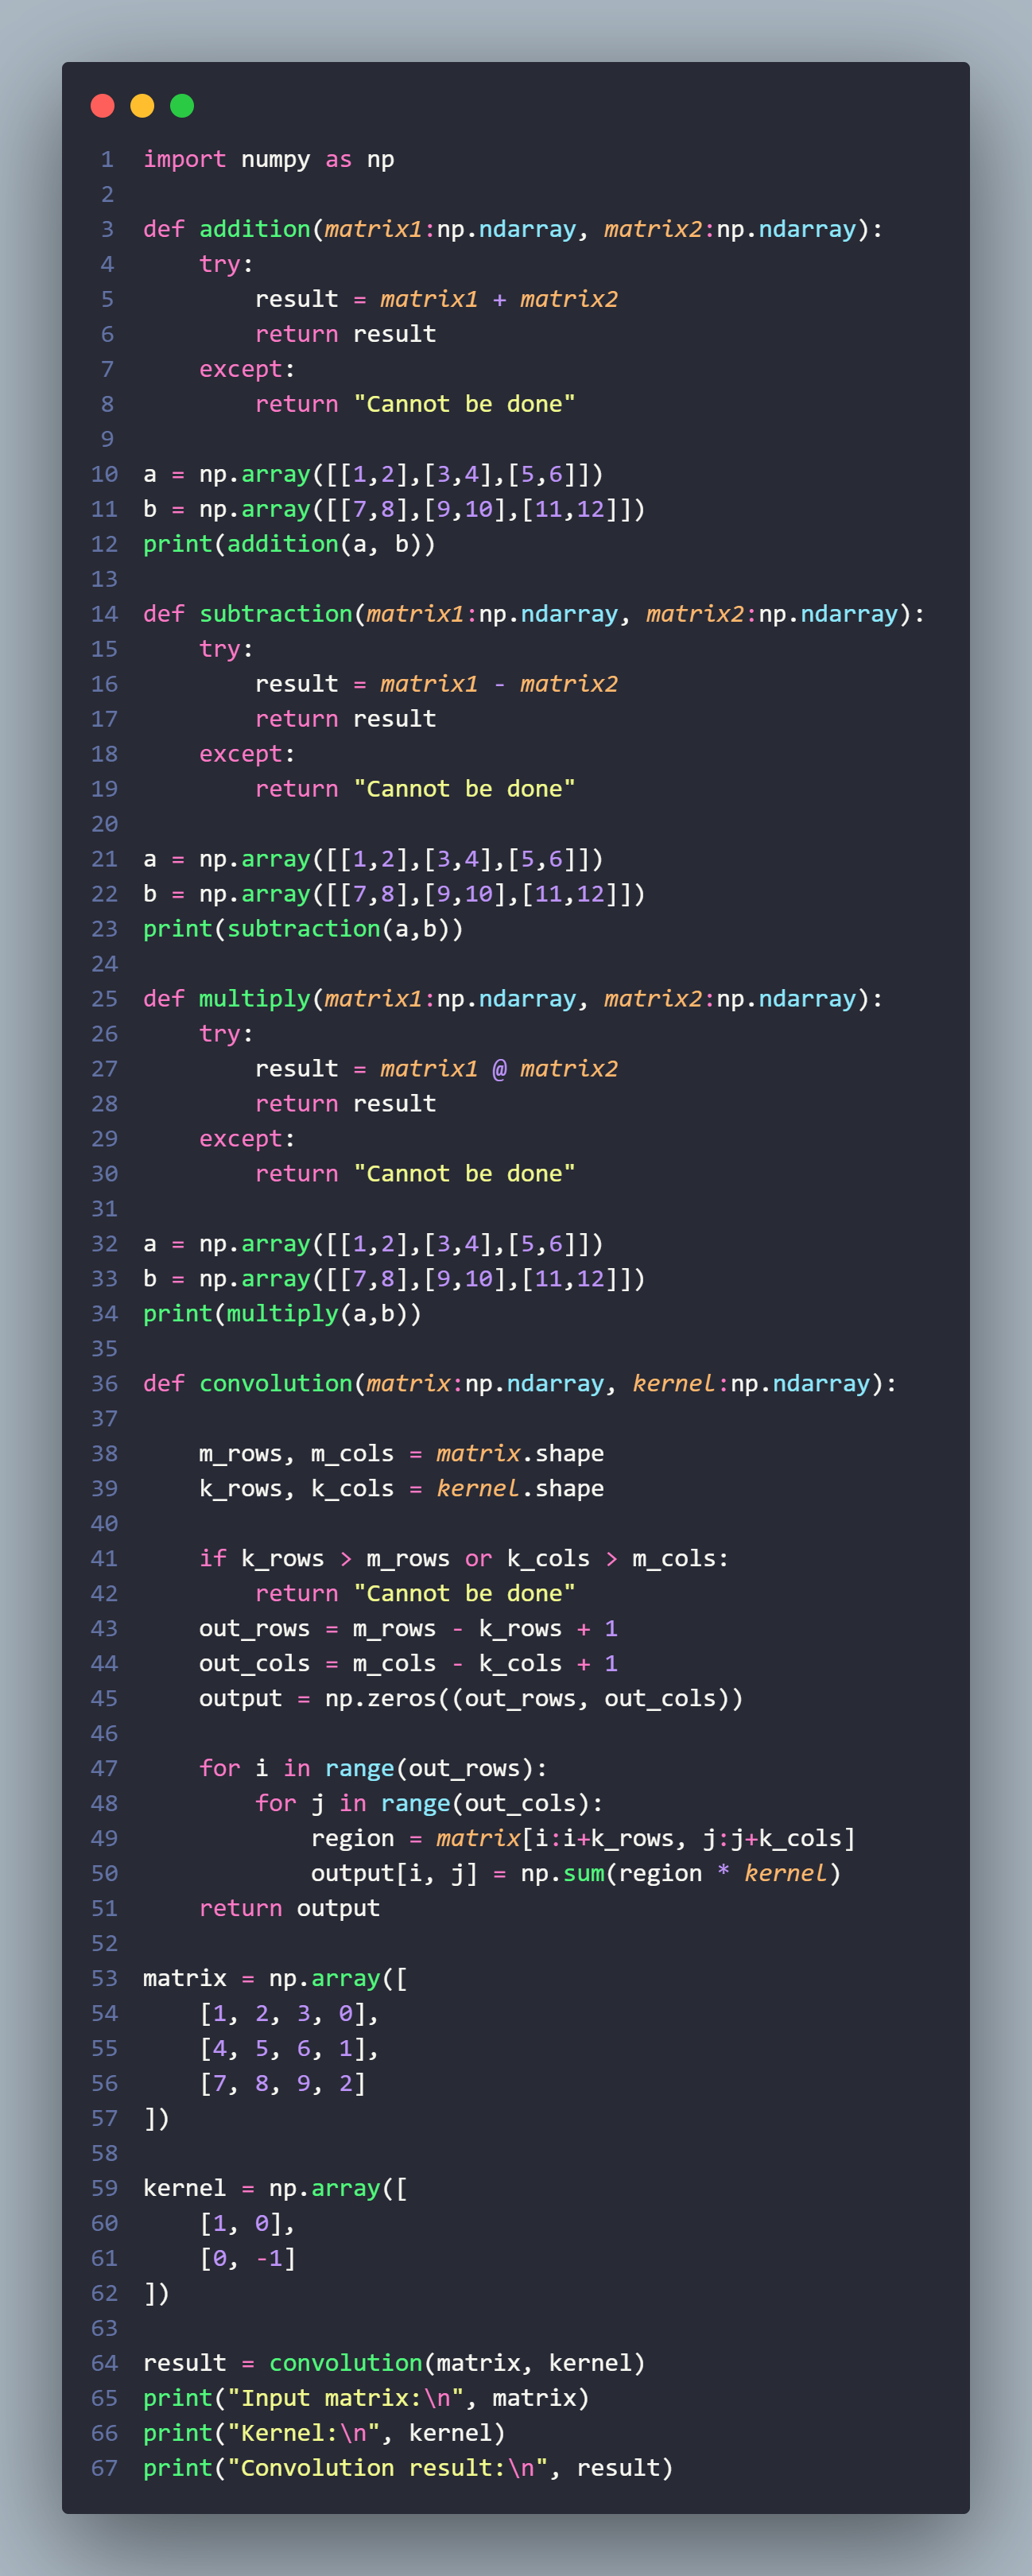 1 import numpy as np
2
3 def addition(matrix1:np.ndarray, matrix2:np.ndarray):
4     try:
5         result = matrix1 + matrix2
6         return result
7     except:
8         return "Cannot be done"
9
10 a = np.array([[1,2],[3,4],[5,6]])
11 b = np.array([[7,8],[9,10],[11,12]])
12 print(addition(a, b))
13
14 def subtraction(matrix1:np.ndarray, matrix2:np.ndarray):
15     try:
16         result = matrix1 - matrix2
17         return result
18     except:
19         return "Cannot be done"
20
21 a = np.array([[1,2],[3,4],[5,6]])
22 b = np.array([[7,8],[9,10],[11,12]])
23 print(subtraction(a,b))
24
25 def multiply(matrix1:np.ndarray, matrix2:np.ndarray):
26     try:
27         result = matrix1 @ matrix2
28         return result
29     except:
30         return "Cannot be done"
31
32 a = np.array([[1,2],[3,4],[5,6]])
33 b = np.array([[7,8],[9,10],[11,12]])
34 print(multiply(a,b))
35
36 def convolution(matrix:np.ndarray, kernel:np.ndarray):
37
38     m_rows, m_cols = matrix.shape
39     k_rows, k_cols = kernel.shape
40
41     if k_rows > m_rows or k_cols > m_cols:
42         return "Cannot be done"
43     out_rows = m_rows - k_rows + 1
44     out_cols = m_cols - k_cols + 1
45     output = np.zeros((out_rows, out_cols))
46
47     for i in range(out_rows):
48         for j in range(out_cols):
49             region = matrix[i:i+k_rows, j:j+k_cols]
50             output[i, j] = np.sum(region * kernel)
51     return output
52
53 matrix = np.array([
54     [1, 2, 3, 0],
55     [4, 5, 6, 1],
56     [7, 8, 9, 2]
57 ])
58
59 kernel = np.array([
60     [1, 0],
61     [0, -1]
62 ])
63
64 result = convolution(matrix, kernel)
65 print("Input matrix:\n", matrix)
66 print("Kernel:\n", kernel)
67 print("Convolution result:\n", result)